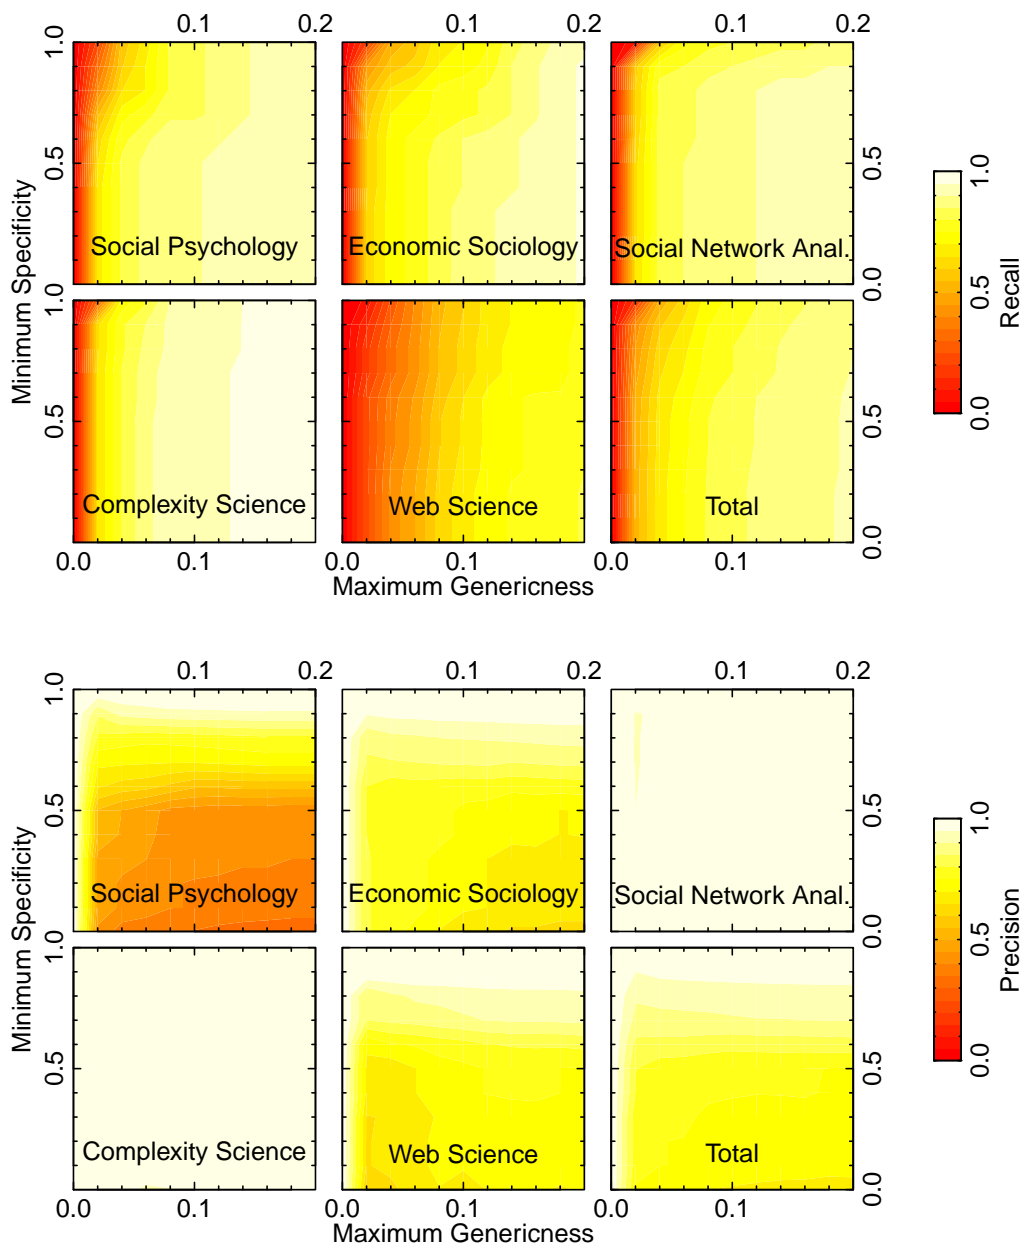 0.1 0.2 0.1 0.2 0.1 0.2
1.0
0.5
Minimum Specificity
Social Psychology Economic Sociology Social Network Anal.
0.5
0.0
1.0
0.5
0.0
Complexity Science Web Science Total
0.5
0.0
0.0 0.1 0.0 0.1 0.0 0.1
Maximum Genericness
1.0
0.5
0.0
Recall
0.1 0.2 0.1 0.2 0.1 0.2
1.0
0.5
Minimum Specificity
Social Psychology Economic Sociology Social Network Anal.
0.5
0.0
1.0
0.5
Complexity Science Web Science Total
0.5
0.0
0.0 0.1 0.0 0.1 0.0 0.1
Maximum Genericness
1.0
0.5
0.0
Precision